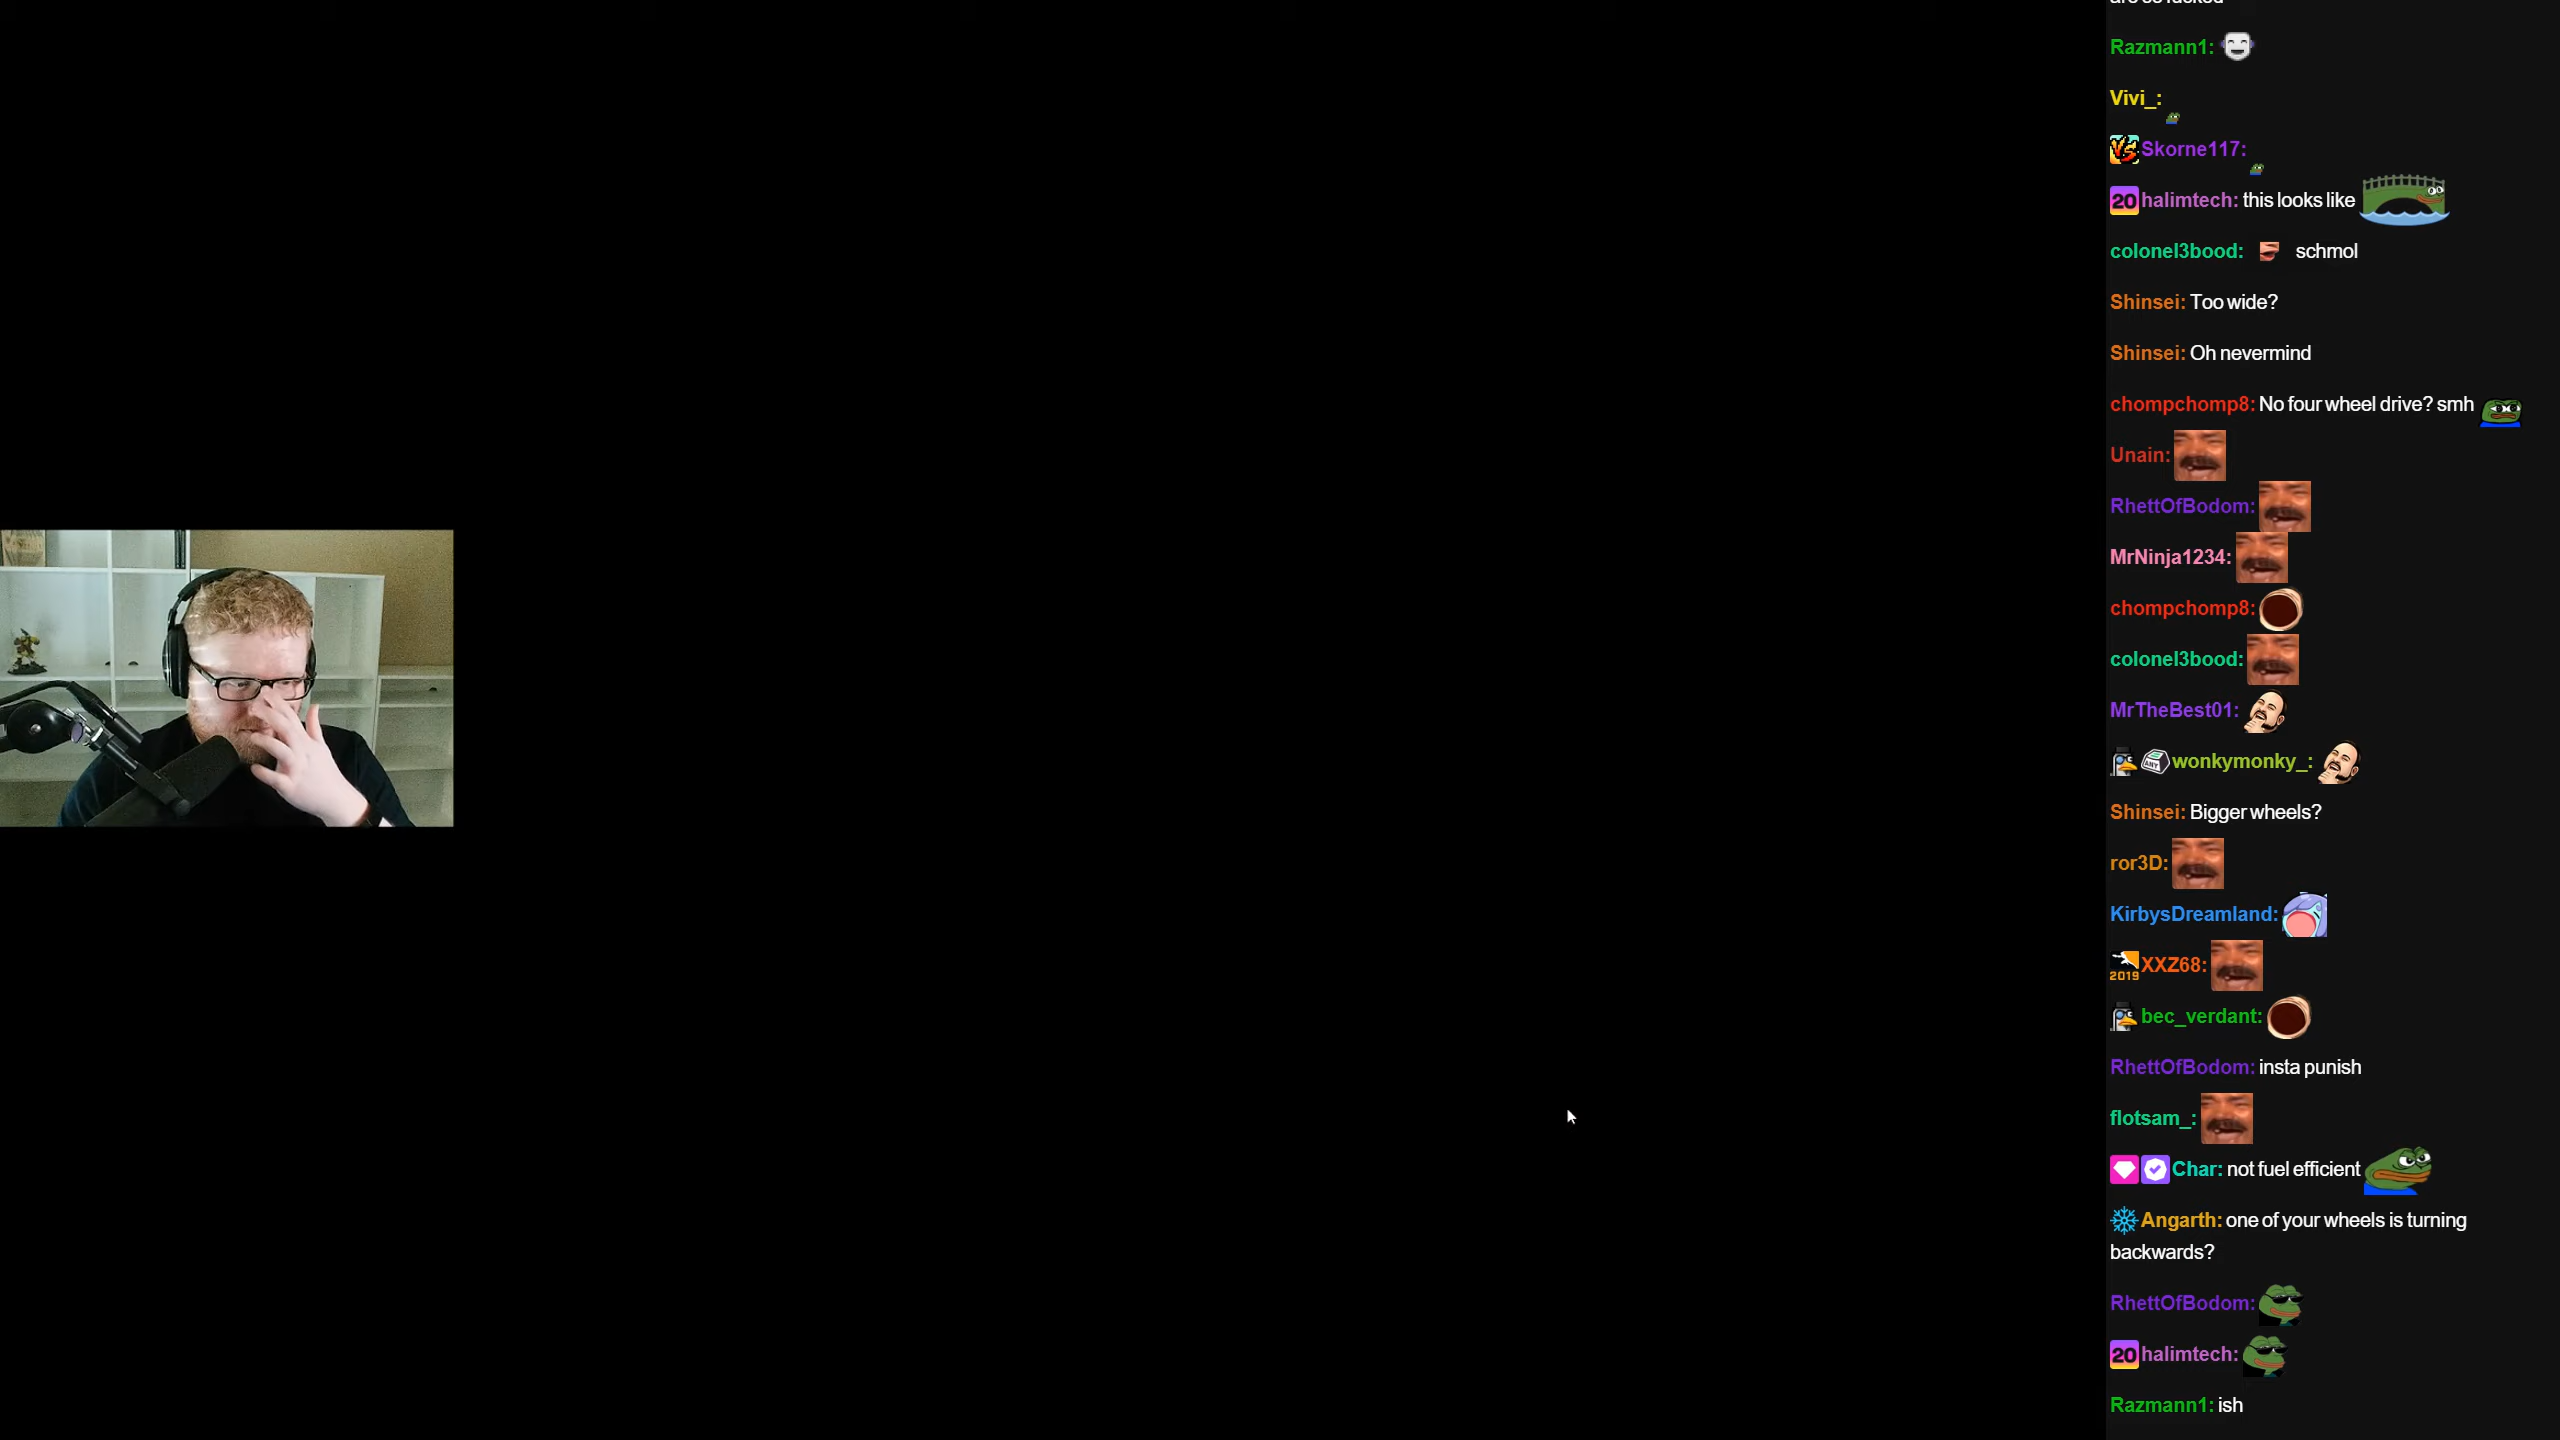 Razmann1:
Vivi_:
Skorne117:
20 halimtech: this looks like
colonel3bood: schmol
Shinsei: Too wide?
Shinsei: Oh nevermind
chompchomp8: No four wheel drive? smh
Unain:
RhettOfBodom:
MrNinja1234:
chompchomp8:
colonel3bood:
MrTheBest01:
ANY wonkymonky_:
Shinsei: Bigger wheels?
ror3D:
KirbysDreamland:
2019 XXZ68:
bec_verdant:
RhettOfBodom: insta punish
flotsam_:
Char: not fuel efficient
Angarth: one of your wheels is turning
backwards?
RhettOfBodom:
20 halimtech:
Razmann1: ish